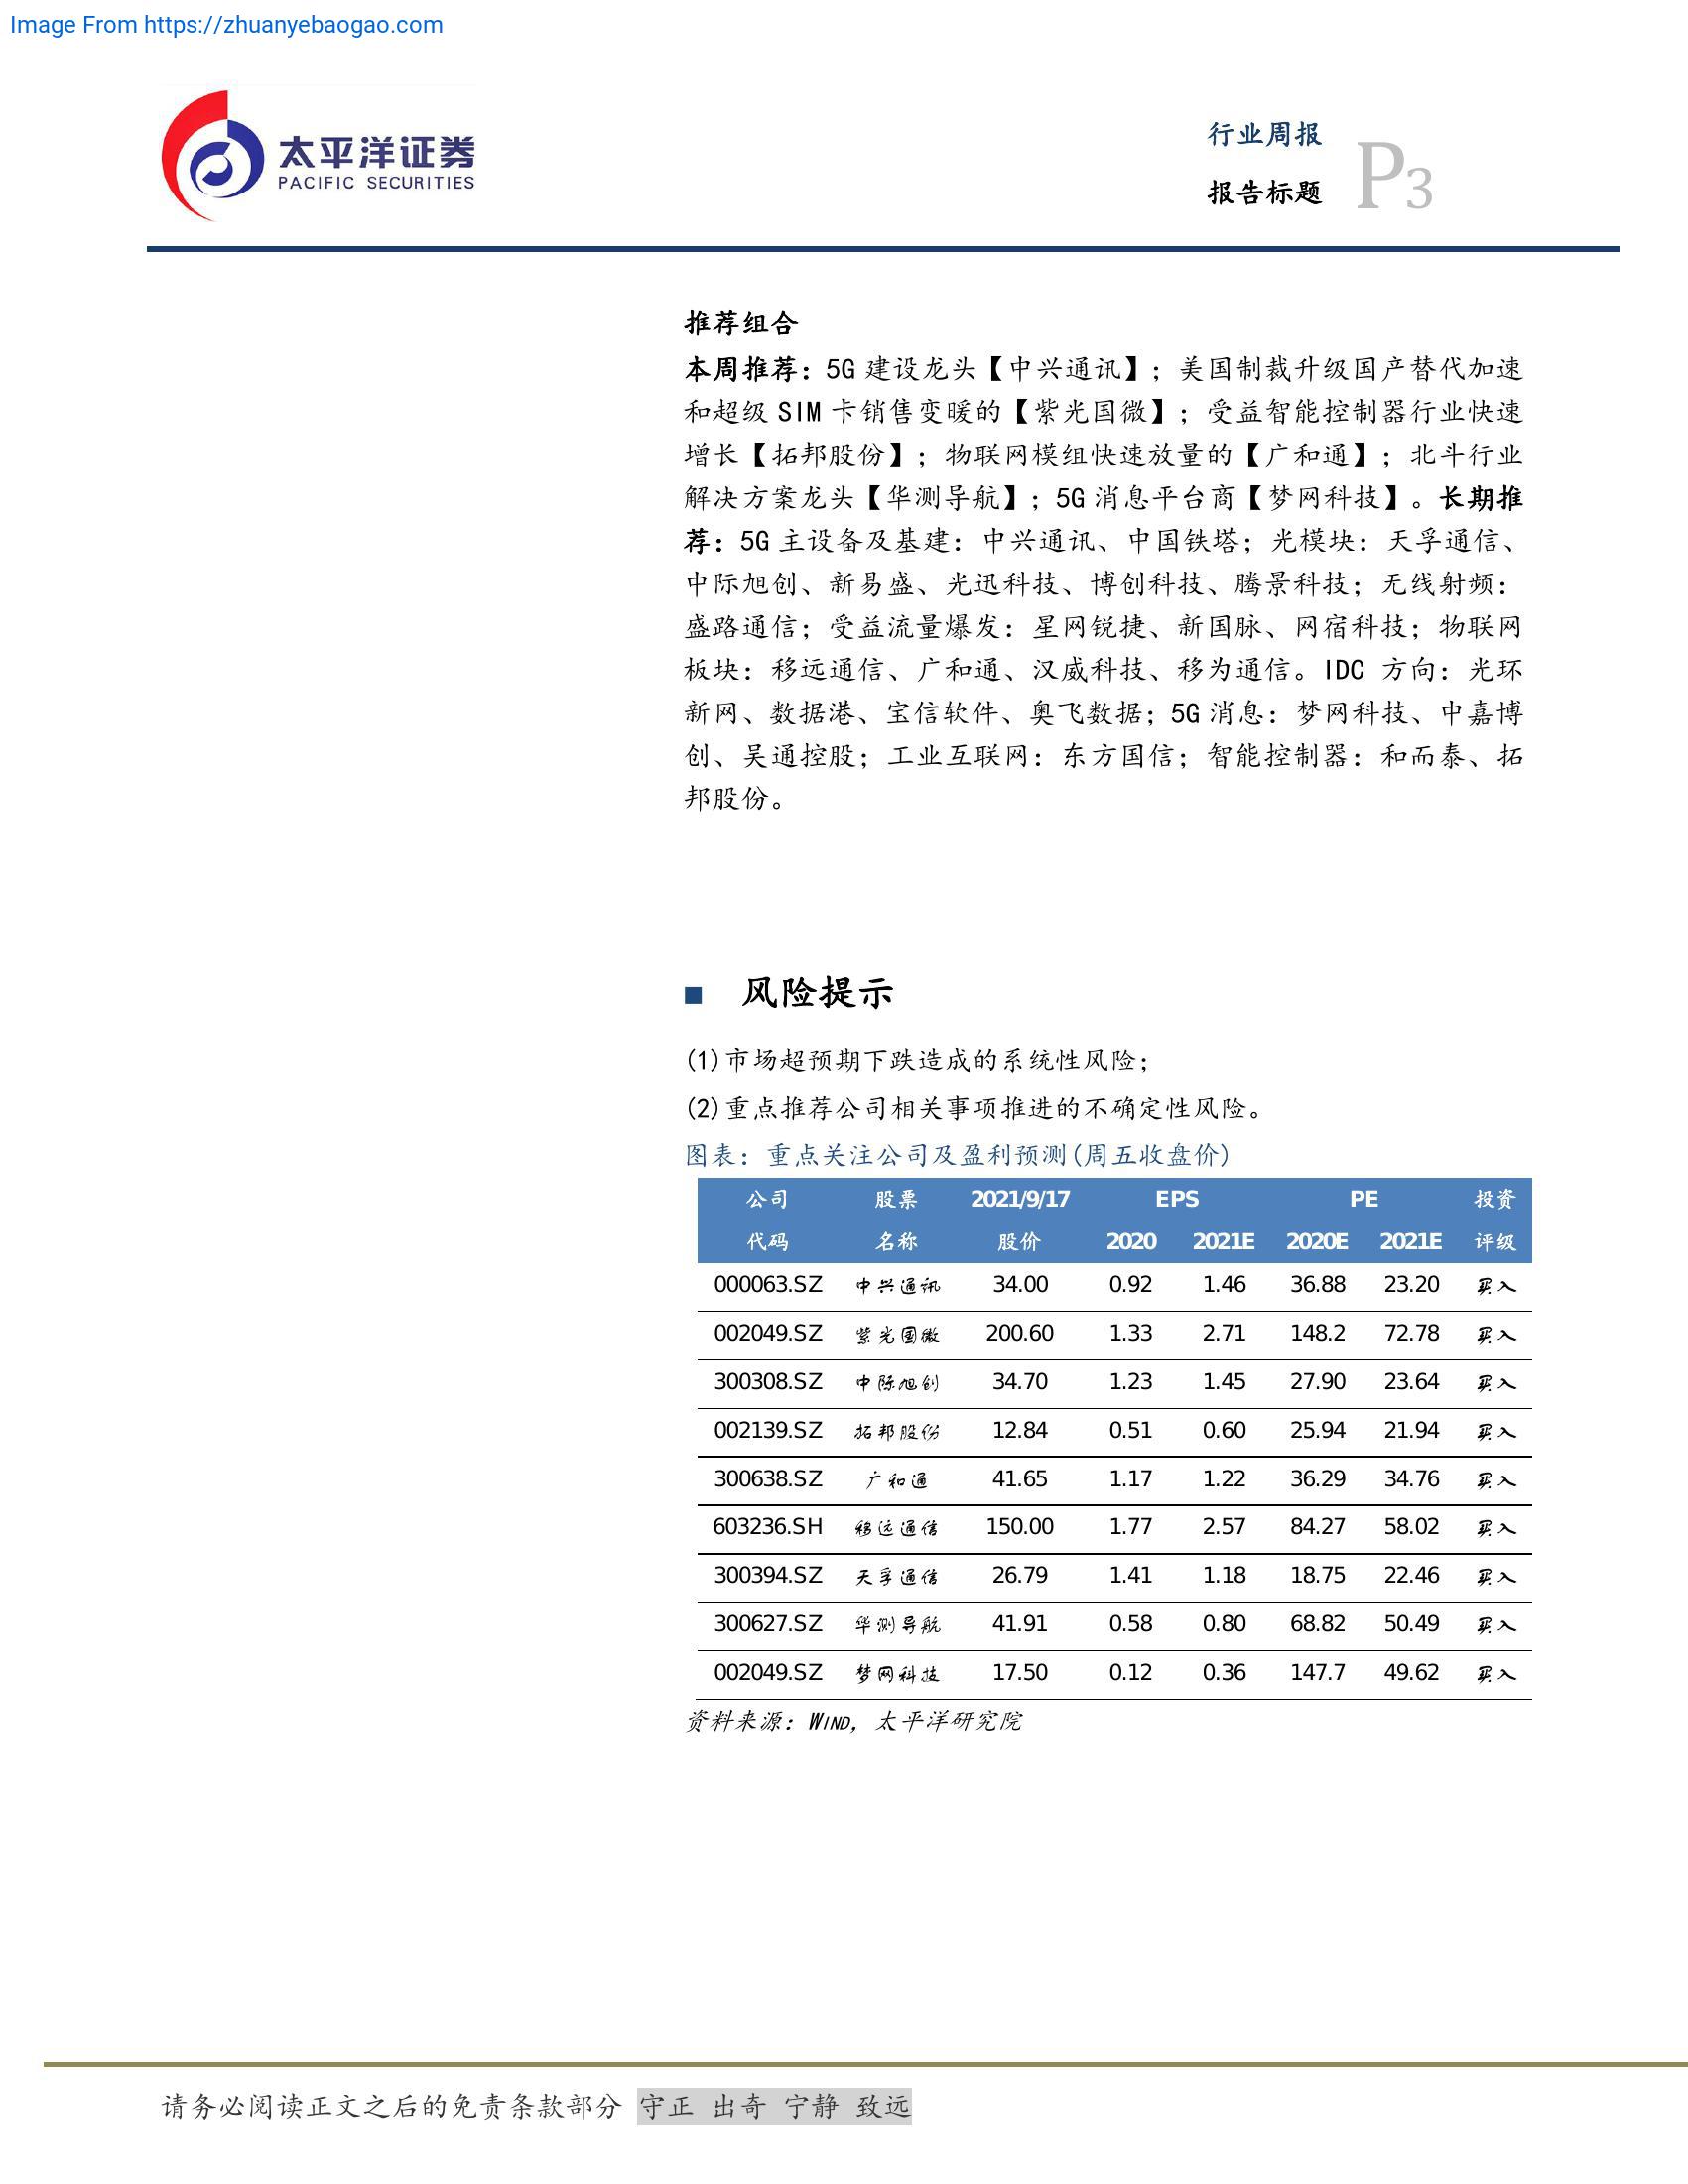 Image From https://zhuanyebaogao.com
太平洋证券
PACIFIC SECURITIES
行业周报
报告标题 P3
推荐组合
本周推荐：5G 建设龙头【中兴通讯】；美国制裁升级国产替代加速
和超级 SIM 卡销售变暖的【紫光国微】；受益智能控制器行业快速
增长【拓邦股份】；物联网模组快速放量的【广和通】；北斗行业
解决方案龙头【华测导航】；5G 消息平台商【梦网科技】。长期推
荐：5G 主设备及基建：中兴通讯、中国铁塔；光模块：天孚通信、
中际旭创、新易盛、光迅科技、博创科技、腾景科技；无线射频：
盛路通信；受益流量爆发：星网锐捷、新国脉、网宿科技；物联网
板块：移远通信、广和通、汉威科技、移为通信。IDC 方向：光环
新网、数据港、宝信软件、奥飞数据；5G 消息：梦网科技、中嘉博
创、吴通控股；工业互联网：东方国信；智能控制器：和而泰、拓
邦股份。
■ 风险提示
(1)市场超预期下跌造成的系统性风险；
(2)重点推荐公司相关事项推进的不确定性风险。
图表：重点关注公司及盈利预测(周五收盘价)
公司 股票 2021/9/17 EPS PE 投资
代码 名称 股价 2020 2021E 2020E 2021E 评级
000063.SZ 中兴通讯 34.00 0.92 1.46 36.88 23.20 买入
002049.SZ 紫光国微 200.60 1.33 2.71 148.2 72.78 买入
300308.SZ 中际旭创 34.70 1.23 1.45 27.90 23.64 买入
002139.SZ 拓邦股份 12.84 0.51 0.60 25.94 21.94 买入
300638.SZ 广和通 41.65 1.17 1.22 36.29 34.76 买入
603236.SH 移远通信 150.00 1.77 2.57 84.27 58.02 买入
300394.SZ 天孚通信 26.79 1.41 1.18 18.75 22.46 买入
300627.SZ 华测导航 41.91 0.58 0.80 68.82 50.49 买入
002049.SZ 梦网科技 17.50 0.12 0.36 147.7 49.62 买入
资料来源：WIND，太平洋研究院
请务必阅读正文之后的免责条款部分 守正 出奇 宁静 致远